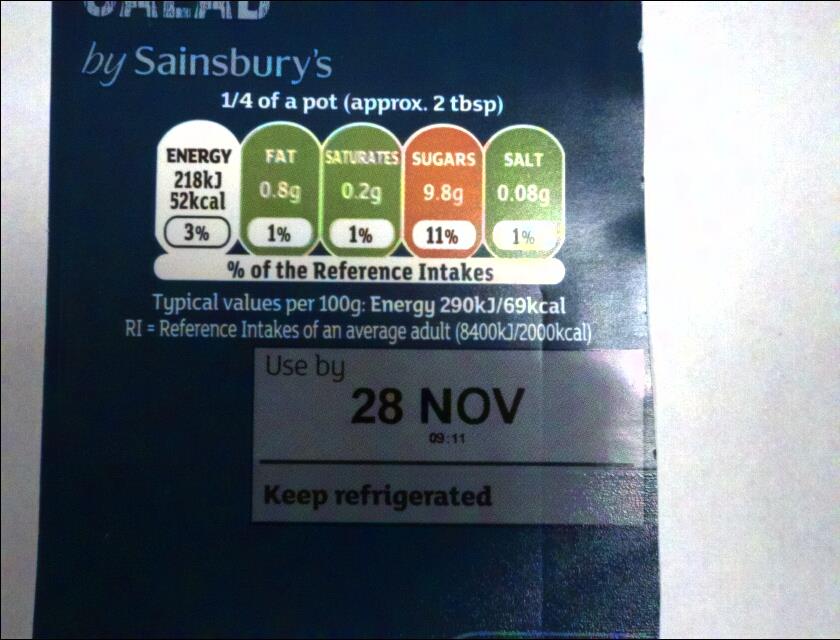 SALAD
by Sainsbury's
1/4 of a pot (approx. 2 tbsp)
ENERGY 218kJ 52kcal 3%
FAT 0.8g 1%
SATURATES 0.2g 1%
SUGARS 9.8g 11%
SALT 0.08g 1%
% of the Reference Intakes
Typical values per 100g: Energy 290kJ/69kcal
RI = Reference Intakes of an average adult (8400kJ/2000kcal)
Use by
28 NOV
09:11
Keep refrigerated